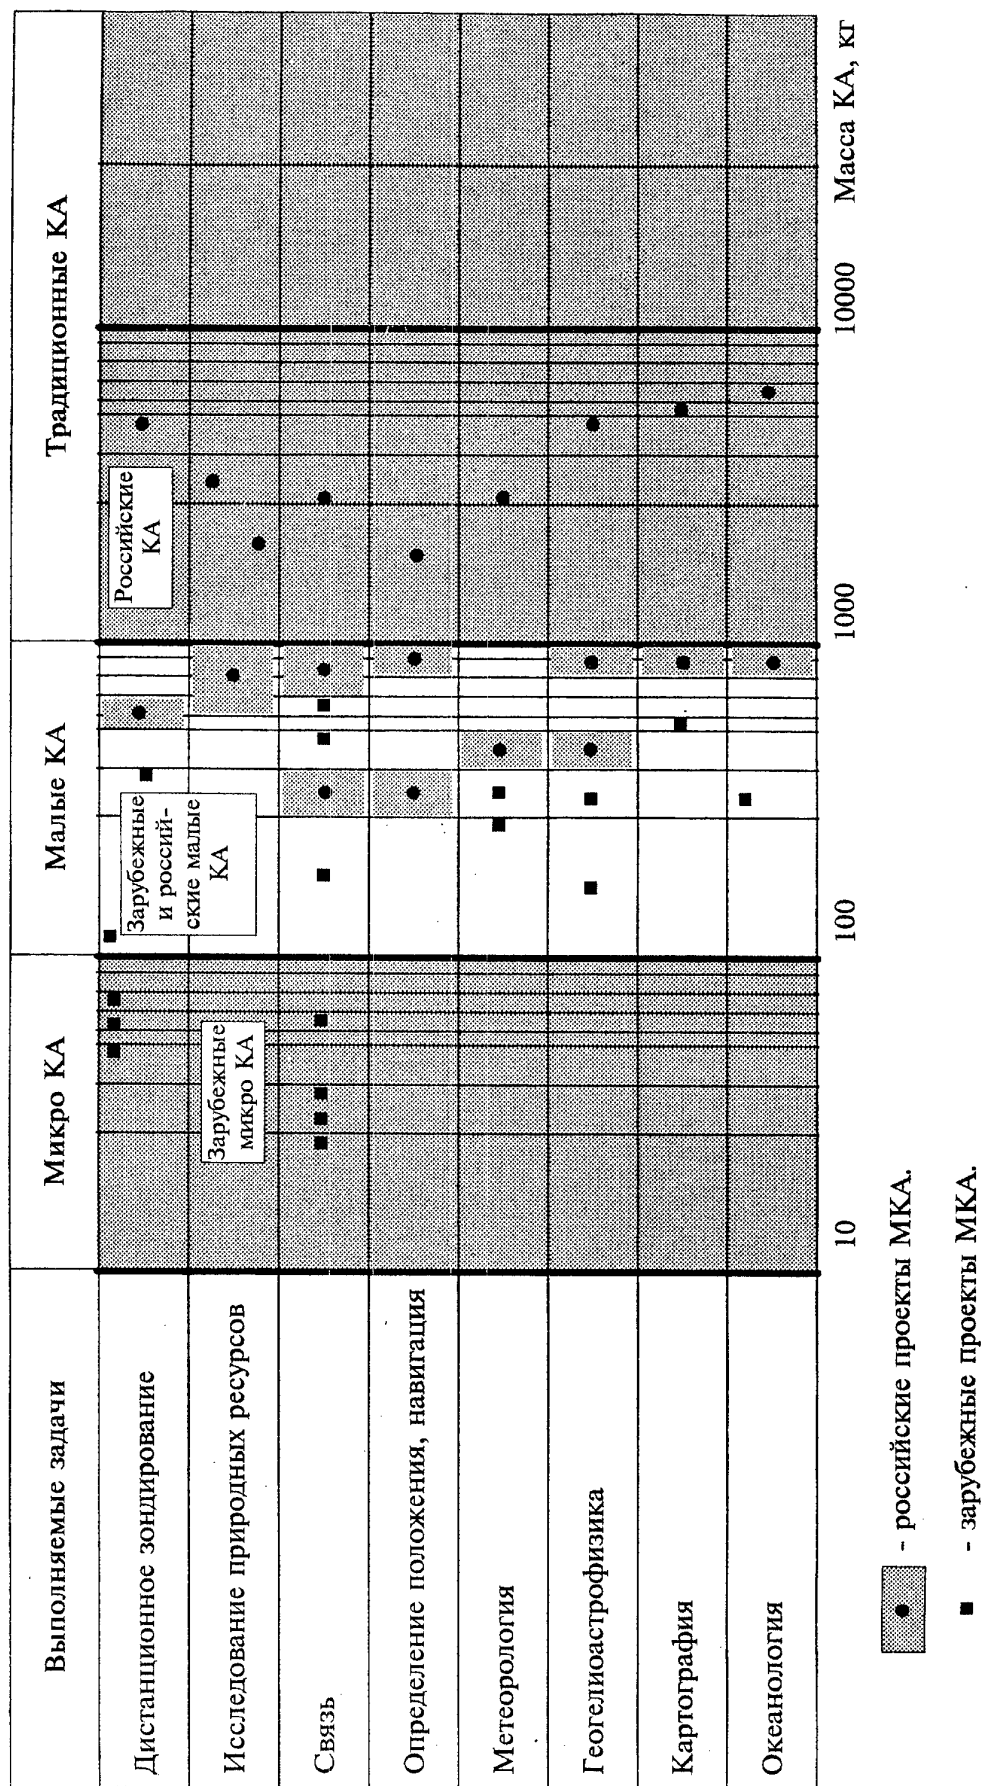 Выполняемые задачи
Микро КА
Малые КА
Традиционные КА
Дистанционное зондирование
Исследование природных ресурсов
Связь
Определение положения, навигация
Метеорология
Геогелиоастрофизика
Картография
Океанология
Зарубежные
микро КА
Зарубежные
и россий-
ские малые
КА
Российские
КА
10
100
1000
10000
Масса КА, кг
- российские проекты МКА.
- зарубежные проекты МКА.